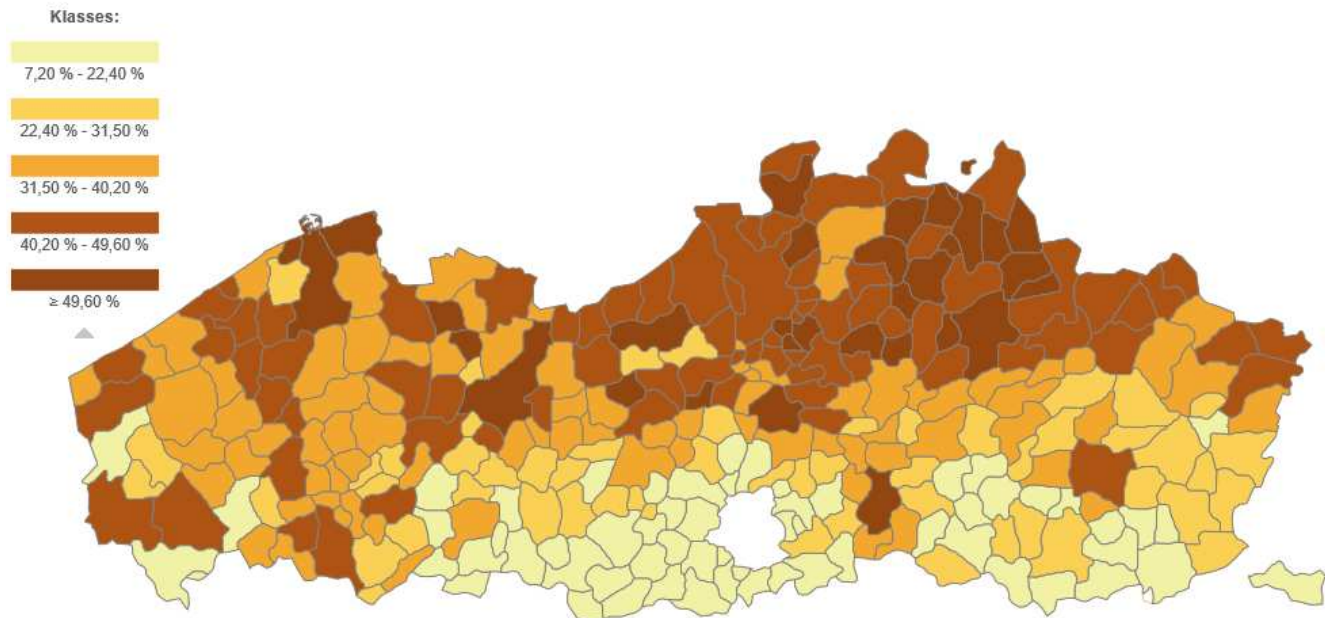 Klasses:
7,20 % - 22,40 %
22,40 % - 31,50 %
31,50 % - 40,20 %
40,20 % - 49,60 %
≥ 49,60 %